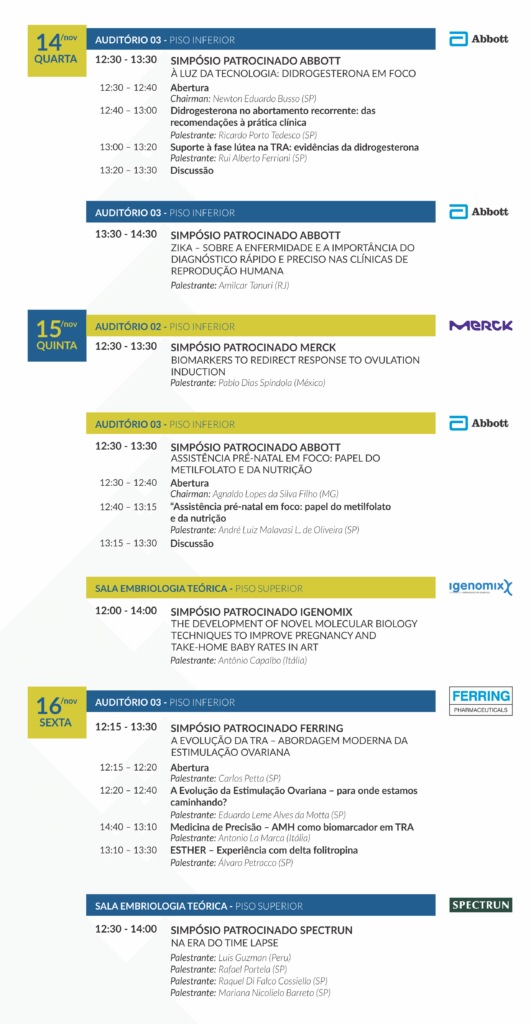 14/nov
QUARTA
AUDITÓRIO 03 - PISO INFERIOR
Abbott
12:30 - 13:30 SIMPÓSIO PATROCINADO ABBOTT
À LUZ DA TECNOLOGIA: DIDROGESTERONA EM FOCO
12:30 – 12:40 Abertura
Chairman: Newton Eduardo Busso (SP)
12:40 – 13:00 Didrogesterona no abortamento recorrente: das
recomendações à prática clínica
Palestrante: Ricardo Porto Tedesco (SP)
13:00 – 13:20 Suporte à fase lútea na TRA: evidências da didrogesterona
Palestrante: Rui Alberto Ferriani (SP)
13:20 – 13:30 Discussão
AUDITÓRIO 03 - PISO INFERIOR
Abbott
13:30 - 14:30 SIMPÓSIO PATROCINADO ABBOTT
ZIKA – SOBRE A ENFERMIDADE E A IMPORTÂNCIA DO
DIAGNÓSTICO RÁPIDO E PRECISO NAS CLÍNICAS DE
REPRODUÇÃO HUMANA
Palestrante: Amilcar Tanuri (RJ)
15/nov
QUINTA
AUDITÓRIO 02 - PISO INFERIOR
MERCK
12:30 - 13:30 SIMPÓSIO PATROCINADO MERCK
BIOMARKERS TO REDIRECT RESPONSE TO OVULATION
INDUCTION
Palestrante: Pablo Dias Spindola (México)
AUDITÓRIO 03 - PISO INFERIOR
Abbott
12:30 - 13:30 SIMPÓSIO PATROCINADO ABBOTT
ASSISTÊNCIA PRÉ-NATAL EM FOCO: PAPEL DO
METILFOLATO E DA NUTRIÇÃO
12:30 – 12:40 Abertura
Chairman: Agnaldo Lopes da Silva Filho (MG)
12:40 – 13:15 “Assistência pré-natal em foco: papel do metilfolato
e da nutrição
Palestrante: André Luiz Malavasi L. de Oliveira (SP)
13:15 – 13:30 Discussão
SALA EMBRIOLOGIA TEÓRICA - PISO SUPERIOR
igenomix
12:00 - 14:00 SIMPÓSIO PATROCINADO IGENOMIX
THE DEVELOPMENT OF NOVEL MOLECULAR BIOLOGY
TECHNIQUES TO IMPROVE PREGNANCY AND
TAKE-HOME BABY RATES IN ART
Palestrante: Antônio Capalbo (Itália)
16/nov
SEXTA
AUDITÓRIO 03 - PISO INFERIOR
FERRING
PHARMACEUTICALS
12:15 - 13:30 SIMPÓSIO PATROCINADO FERRING
A EVOLUÇÃO DA TRA – ABORDAGEM MODERNA DA
ESTIMULAÇÃO OVARIANA
12:15 – 12:20 Abertura
Palestrante: Carlos Petta (SP)
12:20 – 12:40 A Evolução da Estimulação Ovariana – para onde estamos
caminhando?
Palestrante: Eduardo Leme Alves da Motta (SP)
14:40 – 13:10 Medicina de Precisão – AMH como biomarcador em TRA
Palestrante: Antonio La Marca (Itália)
13:10 – 13:30 ESTHER – Experiência com delta folitropina
Palestrante: Álvaro Petracco (SP)
SALA EMBRIOLOGIA TEÓRICA - PISO SUPERIOR
SPECTRUN
12:30 - 14:00 SIMPÓSIO PATROCINADO SPECTRUN
NA ERA DO TIME LAPSE
Palestrante: Luis Guzman (Peru)
Palestrante: Rafael Portela (SP)
Palestrante: Raquel Di Falco Cossiello (SP)
Palestrante: Mariana Nicolielo Barreto (SP)